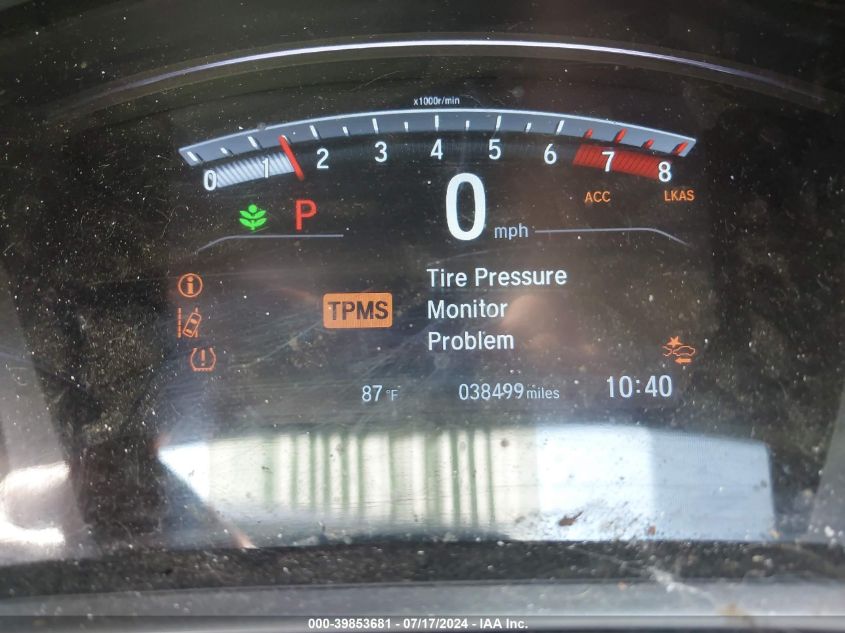 x1000r/min
0 1 2 3 4 5 6 7 8
ACC LKAS
P 0 mph
Tire Pressure
TPMS Monitor
Problem
87°F 038499 miles 10:40
000-39853681 - 07/17/2024 - IAA Inc.